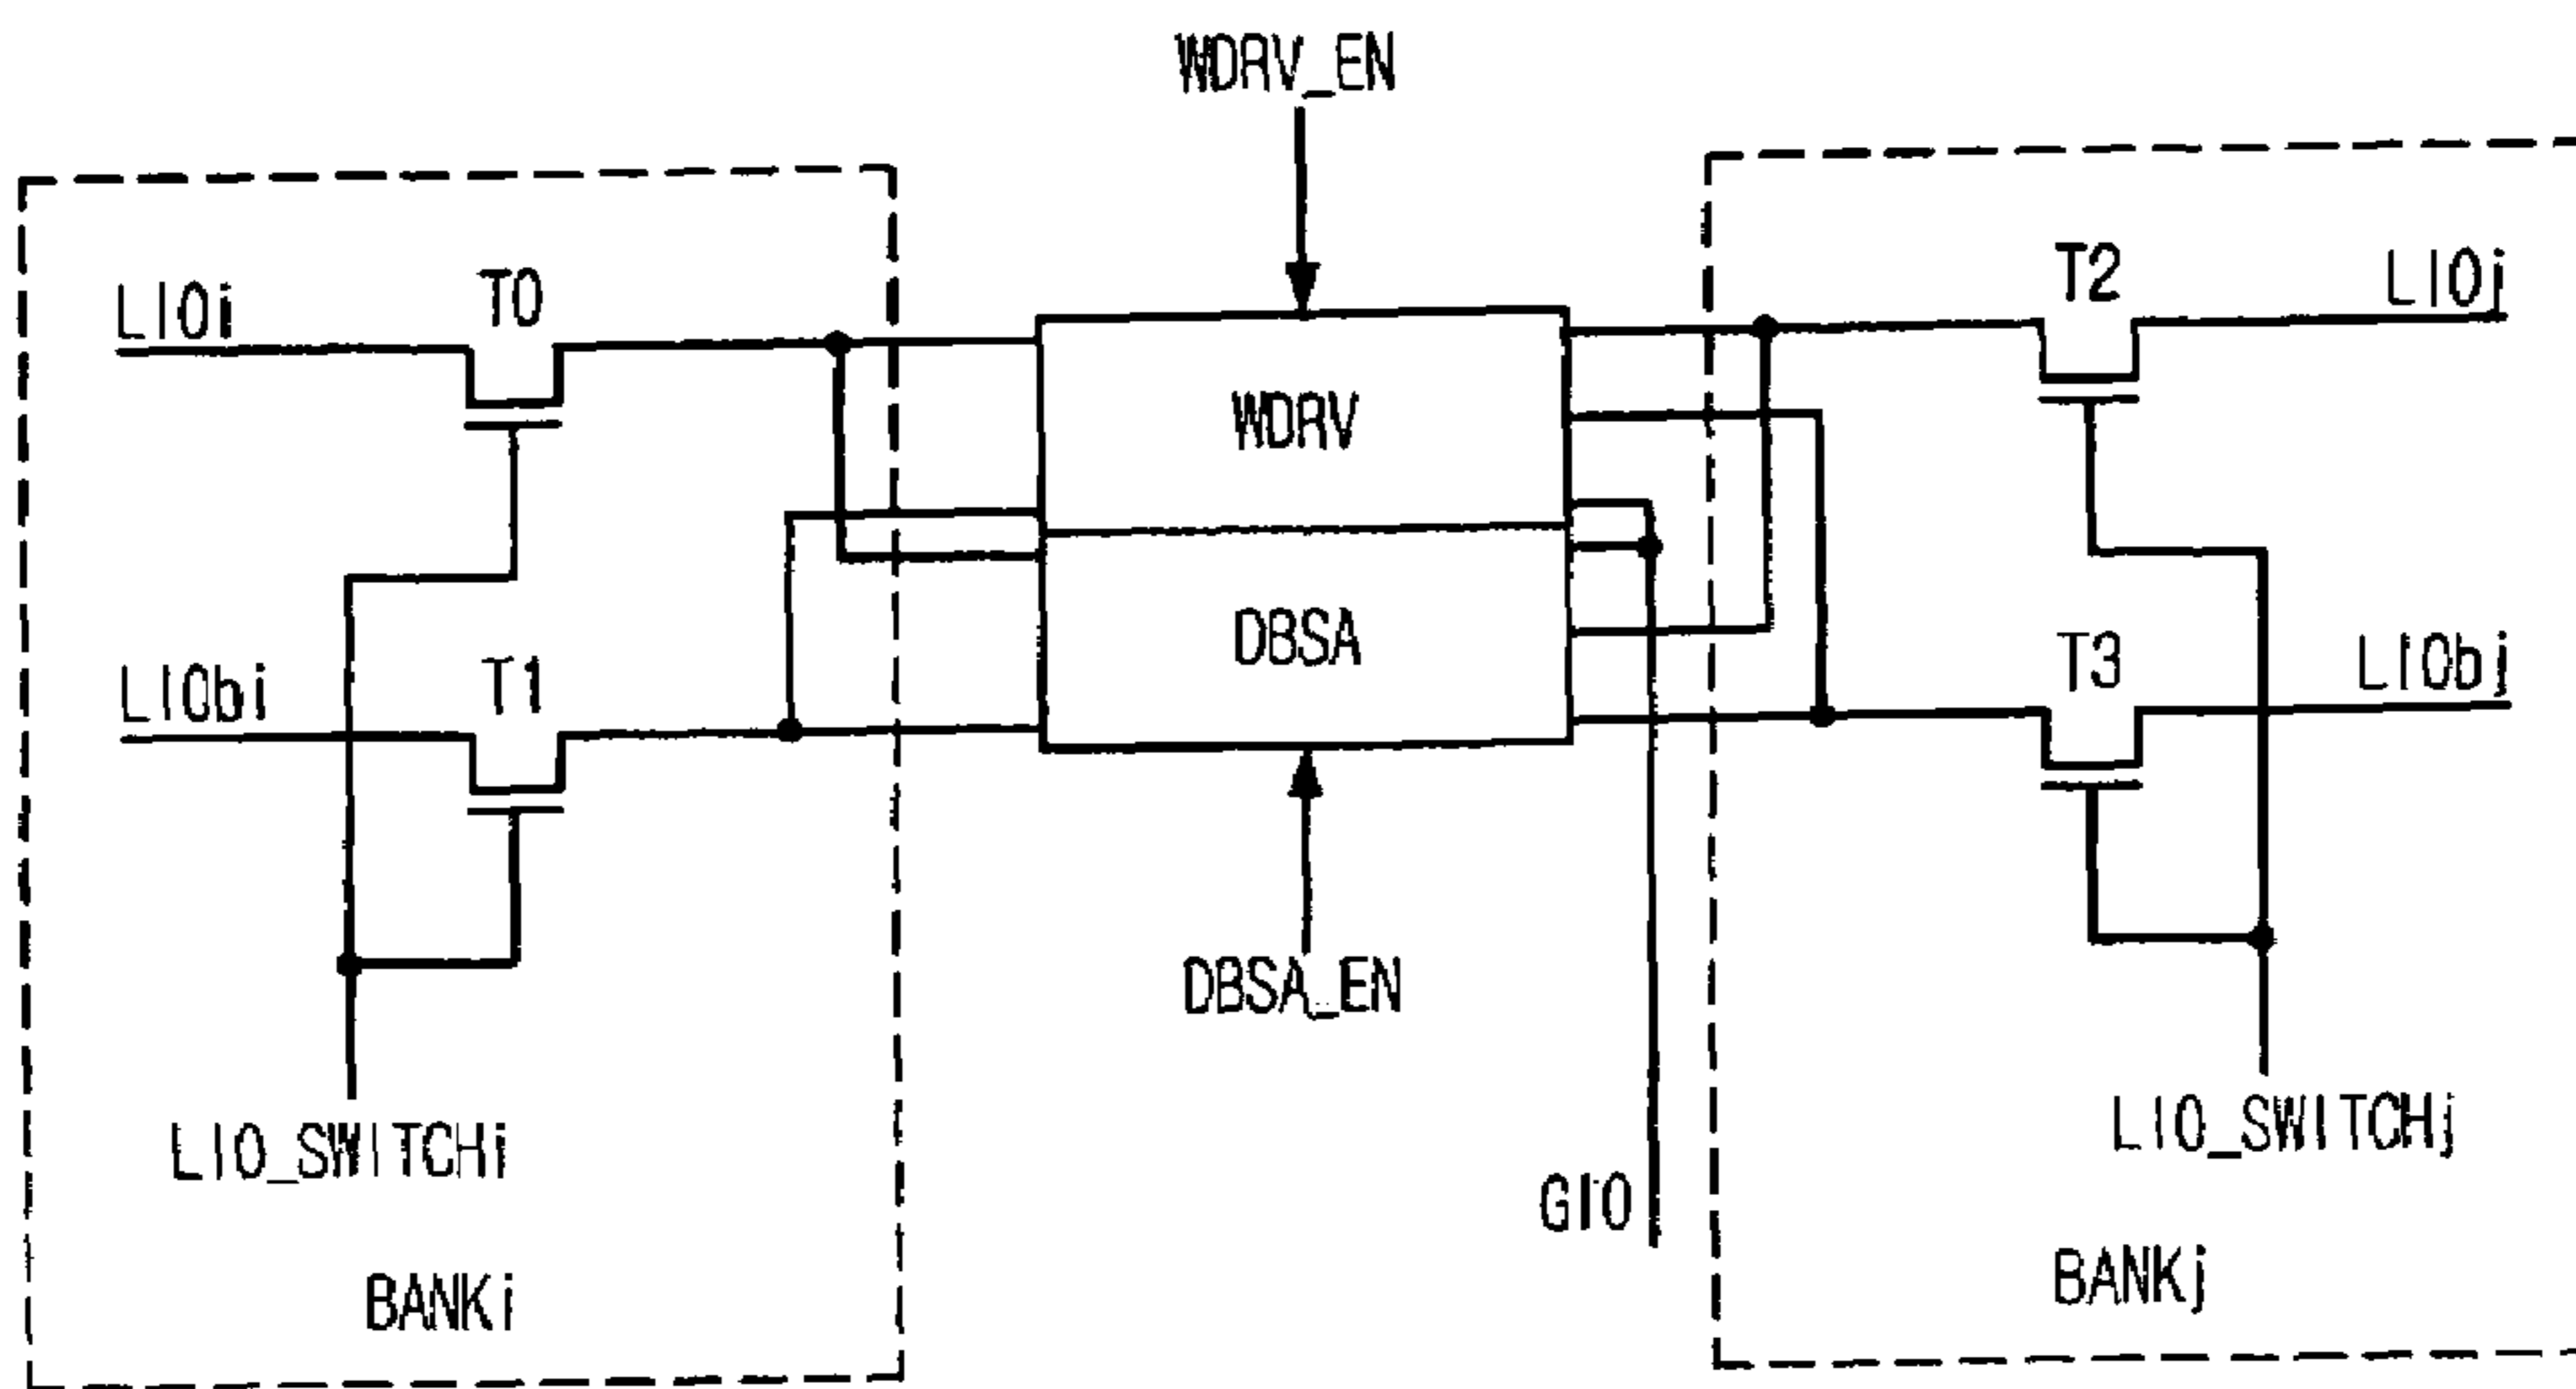 WDRV_EN
LIOi
T0
T2
LIOj
WDRV
LIObi
T1
DBSA
T3
LIObj
DBSA_EN
LIO_SWITCHi
LIO_SWITCHj
GIO
BANKi
BANKj